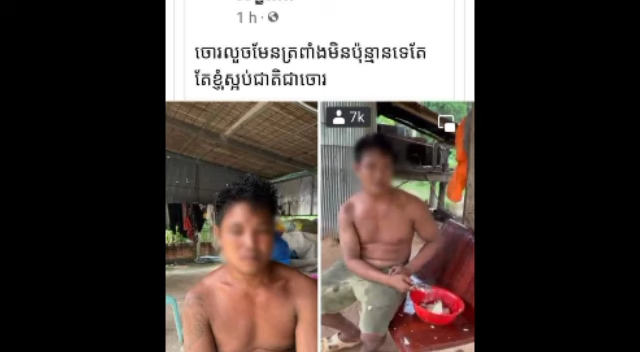 1 h ·
ចោរលួចមែនត្រពាំងមិនប៉ុន្មានទេតែ
តែខ្ញុំស្អប់ជាតិជាចោរ
7k